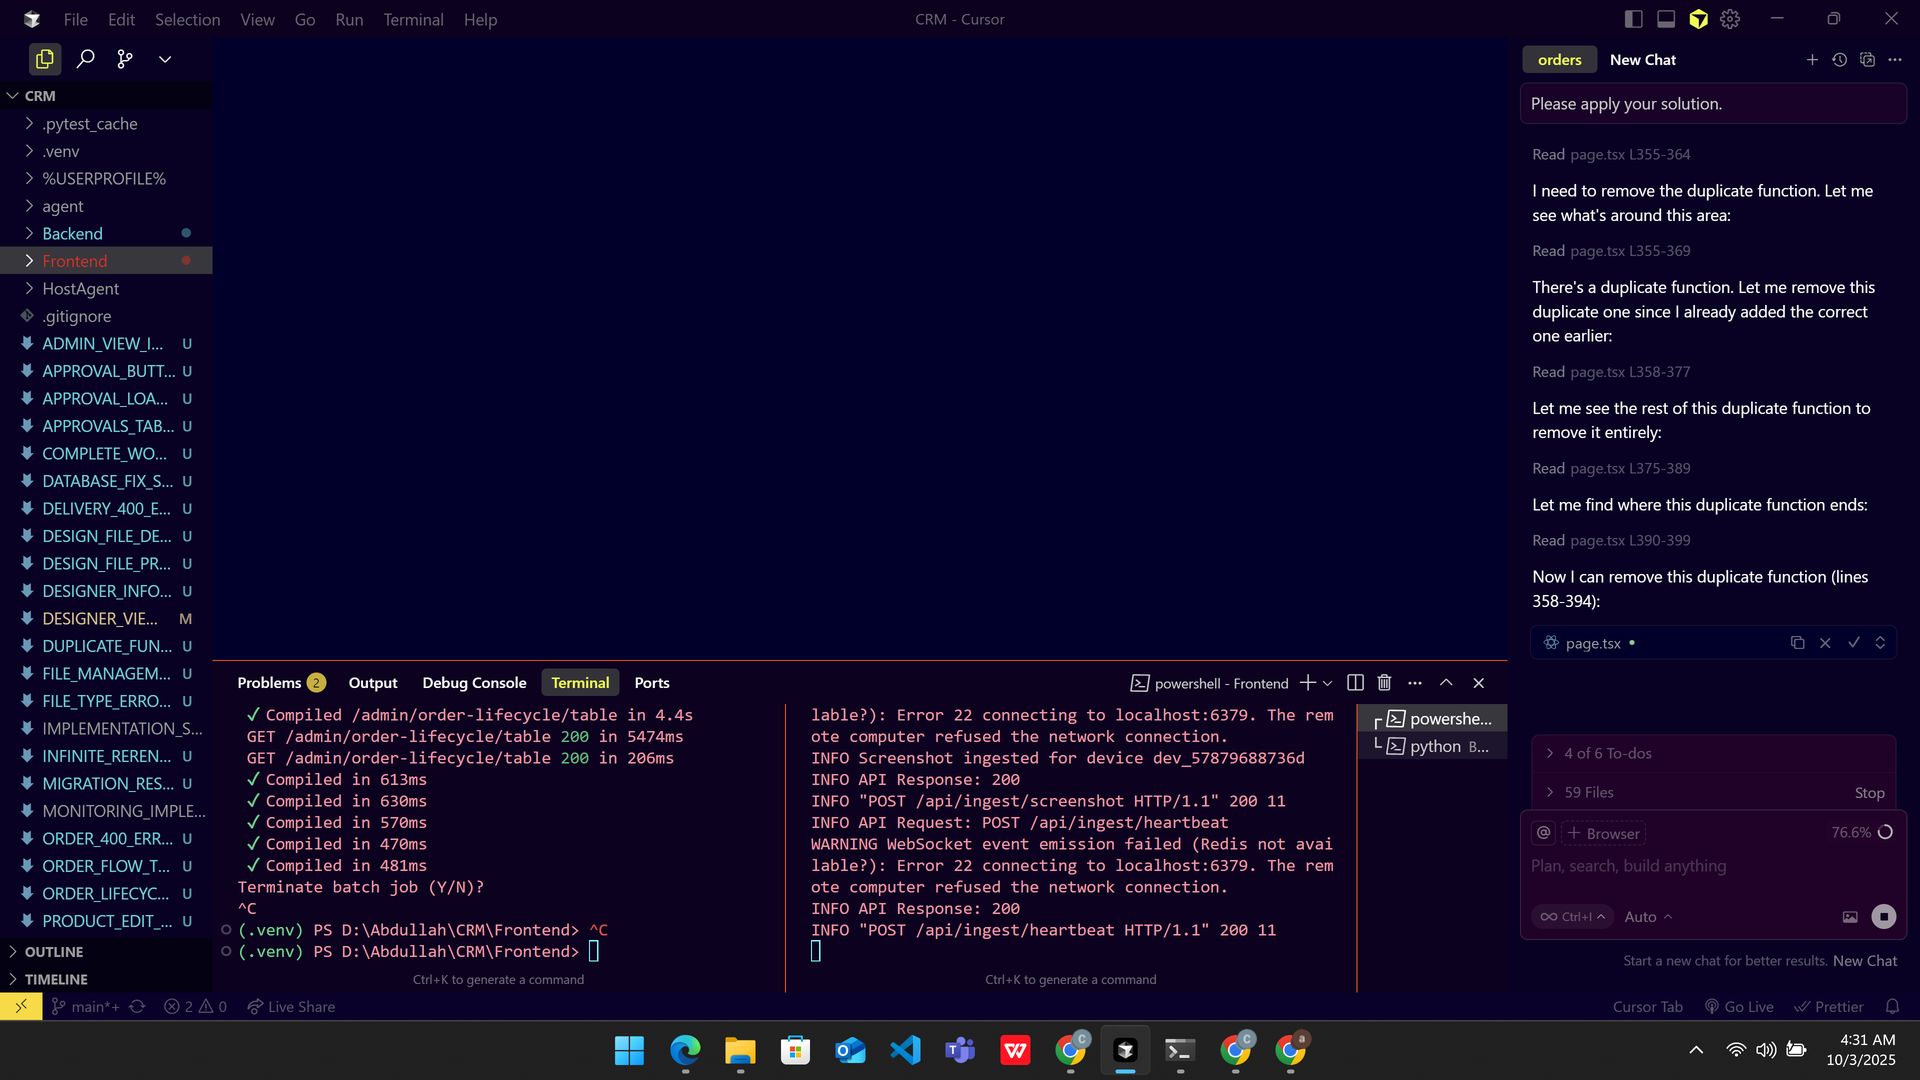 File Edit Selection View Go Run Terminal Help
CRM - Cursor
CRM
.pytest_cache
.venv
%USERPROFILE%
agent
Backend
Frontend
HostAgent
.gitignore
ADMIN_VIEW_I... U
APPROVAL_BUTT... U
APPROVAL_LOA... U
APPROVALS_TAB... U
COMPLETE_WO... U
DATABASE_FIX_S... U
DELIVERY_400_E... U
DESIGN_FILE_DE... U
DESIGN_FILE_PR... U
DESIGNER_INFO... U
DESIGNER_VIE... M
DUPLICATE_FUN... U
FILE_MANAGEM... U
FILE_TYPE_ERRO... U
IMPLEMENTATION_S...
INFINITE_REREN... U
MIGRATION_RES... U
MONITORING_IMPLE...
ORDER_400_ERR... U
ORDER_FLOW_T... U
ORDER_LIFECYC... U
PRODUCT_EDIT_... U
OUTLINE
TIMELINE
Problems 2 Output Debug Console Terminal Ports
powershell - Frontend
✓ Compiled /admin/order-lifecycle/table in 4.4s
GET /admin/order-lifecycle/table 200 in 5474ms
GET /admin/order-lifecycle/table 200 in 206ms
✓ Compiled in 613ms
✓ Compiled in 630ms
✓ Compiled in 570ms
✓ Compiled in 470ms
✓ Compiled in 481ms
Terminate batch job (Y/N)?
^C
(.venv) PS D:\Abdullah\CRM\Frontend> ^C
(.venv) PS D:\Abdullah\CRM\Frontend>
Ctrl+K to generate a command
lable?): Error 22 connecting to localhost:6379. The rem
ote computer refused the network connection.
INFO Screenshot ingested for device dev_57879688736d
INFO API Response: 200
INFO "POST /api/ingest/screenshot HTTP/1.1" 200 11
INFO API Request: POST /api/ingest/heartbeat
WARNING WebSocket event emission failed (Redis not avai
lable?): Error 22 connecting to localhost:6379. The rem
ote computer refused the network connection.
INFO API Response: 200
INFO "POST /api/ingest/heartbeat HTTP/1.1" 200 11
Ctrl+K to generate a command
powershe...
python B...
orders New Chat
Please apply your solution.
Read page.tsx L355-364
I need to remove the duplicate function. Let me
see what's around this area:
Read page.tsx L355-369
There's a duplicate function. Let me remove this
duplicate one since I already added the correct
one earlier:
Read page.tsx L358-377
Let me see the rest of this duplicate function to
remove it entirely:
Read page.tsx L375-389
Let me find where this duplicate function ends:
Read page.tsx L390-399
Now I can remove this duplicate function (lines
358-394):
page.tsx
4 of 6 To-dos
59 Files Stop
@ + Browser 76.6%
Plan, search, build anything
∞ Ctrl+I Auto
Start a new chat for better results. New Chat
main*+ 2 0 Live Share
Cursor Tab Go Live Prettier
4:31 AM
10/3/2025